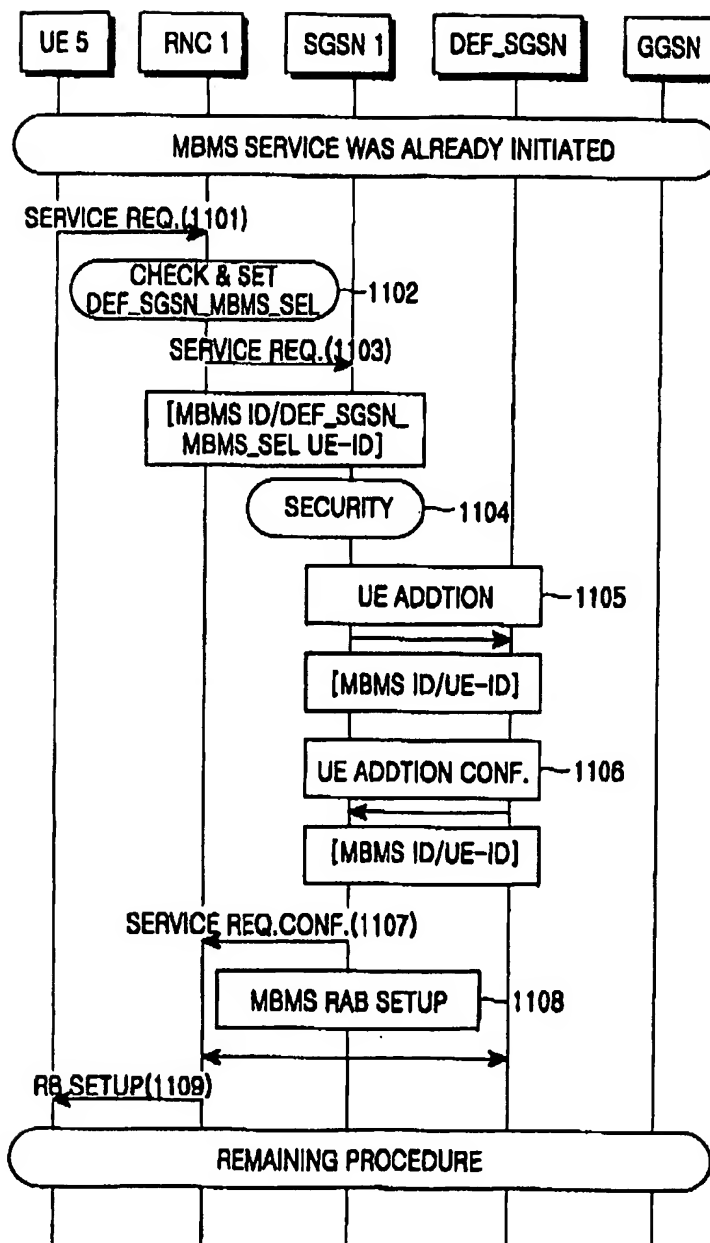 UE 5
RNC 1
SGSN 1
DEF_SGSN
GGSN
MBMS SERVICE WAS ALREADY INITIATED
SERVICE REQ.(1101)
CHECK & SET
DEF_SGSN_MBMS_SEL
1102
SERVICE REQ.(1103)
[MBMS ID/DEF_SGSN_
MBMS_SEL UE-ID]
SECURITY
1104
UE ADDTION
1105
[MBMS ID/UE-ID]
UE ADDTION CONF.
1106
[MBMS ID/UE-ID]
SERVICE REQ.CONF.(1107)
MBMS RAB SETUP
1108
RB SETUP(1109)
REMAINING PROCEDURE